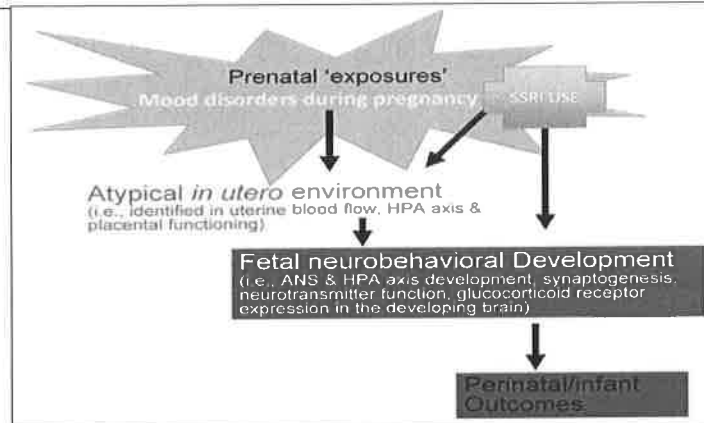 Prenatal 'exposures'
Mood disorders during pregnancy
SSRI USE
Atypical in utero environment
(i.e., identified in uterine blood flow, HPA axis &
placental functioning)
Fetal neurobehavioral Development
(i.e., ANS & HPA axis development, synaptogenesis,
neurotransmitter function, glucocorticoid receptor
expression in the developing brain)
Perinatal/infant
Outcomes